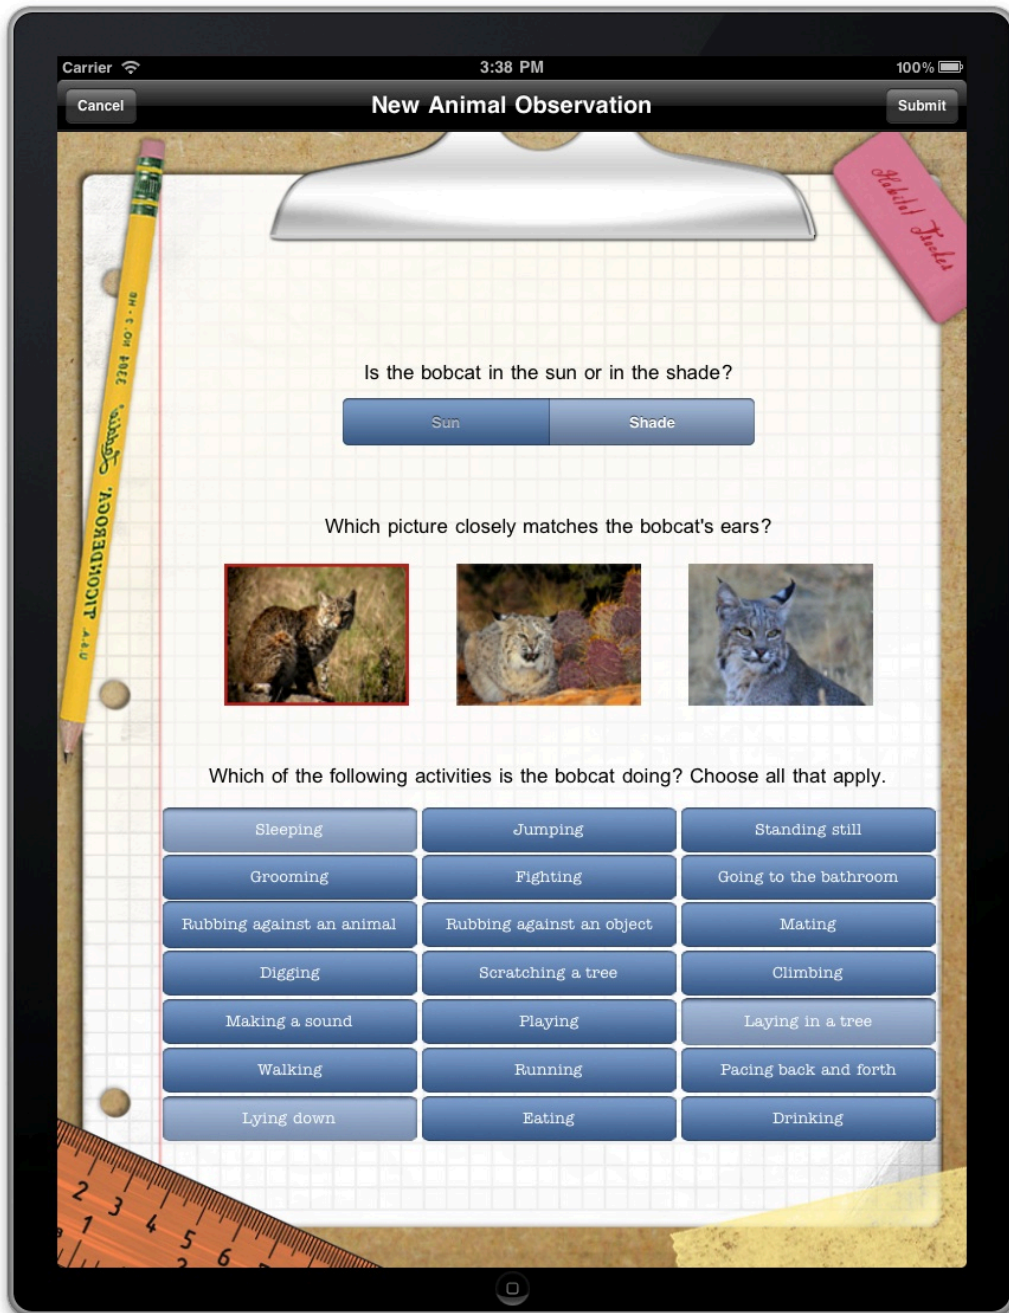 Carrier
3:38 PM
100%
Cancel
New Animal Observation
Submit
Habitat Tracker
U.S.A. TICONDEROGA.
Is the bobcat in the sun or in the shade?
Sun
Shade
Which picture closely matches the bobcat's ears?
Which of the following activities is the bobcat doing? Choose all that apply.
Sleeping
Jumping
Standing still
Grooming
Fighting
Going to the bathroom
Rubbing against an animal
Rubbing against an object
Mating
Digging
Scratching a tree
Climbing
Making a sound
Playing
Laying in a tree
Walking
Running
Pacing back and forth
Lying down
Eating
Drinking
2 3 4 5 6
1 2